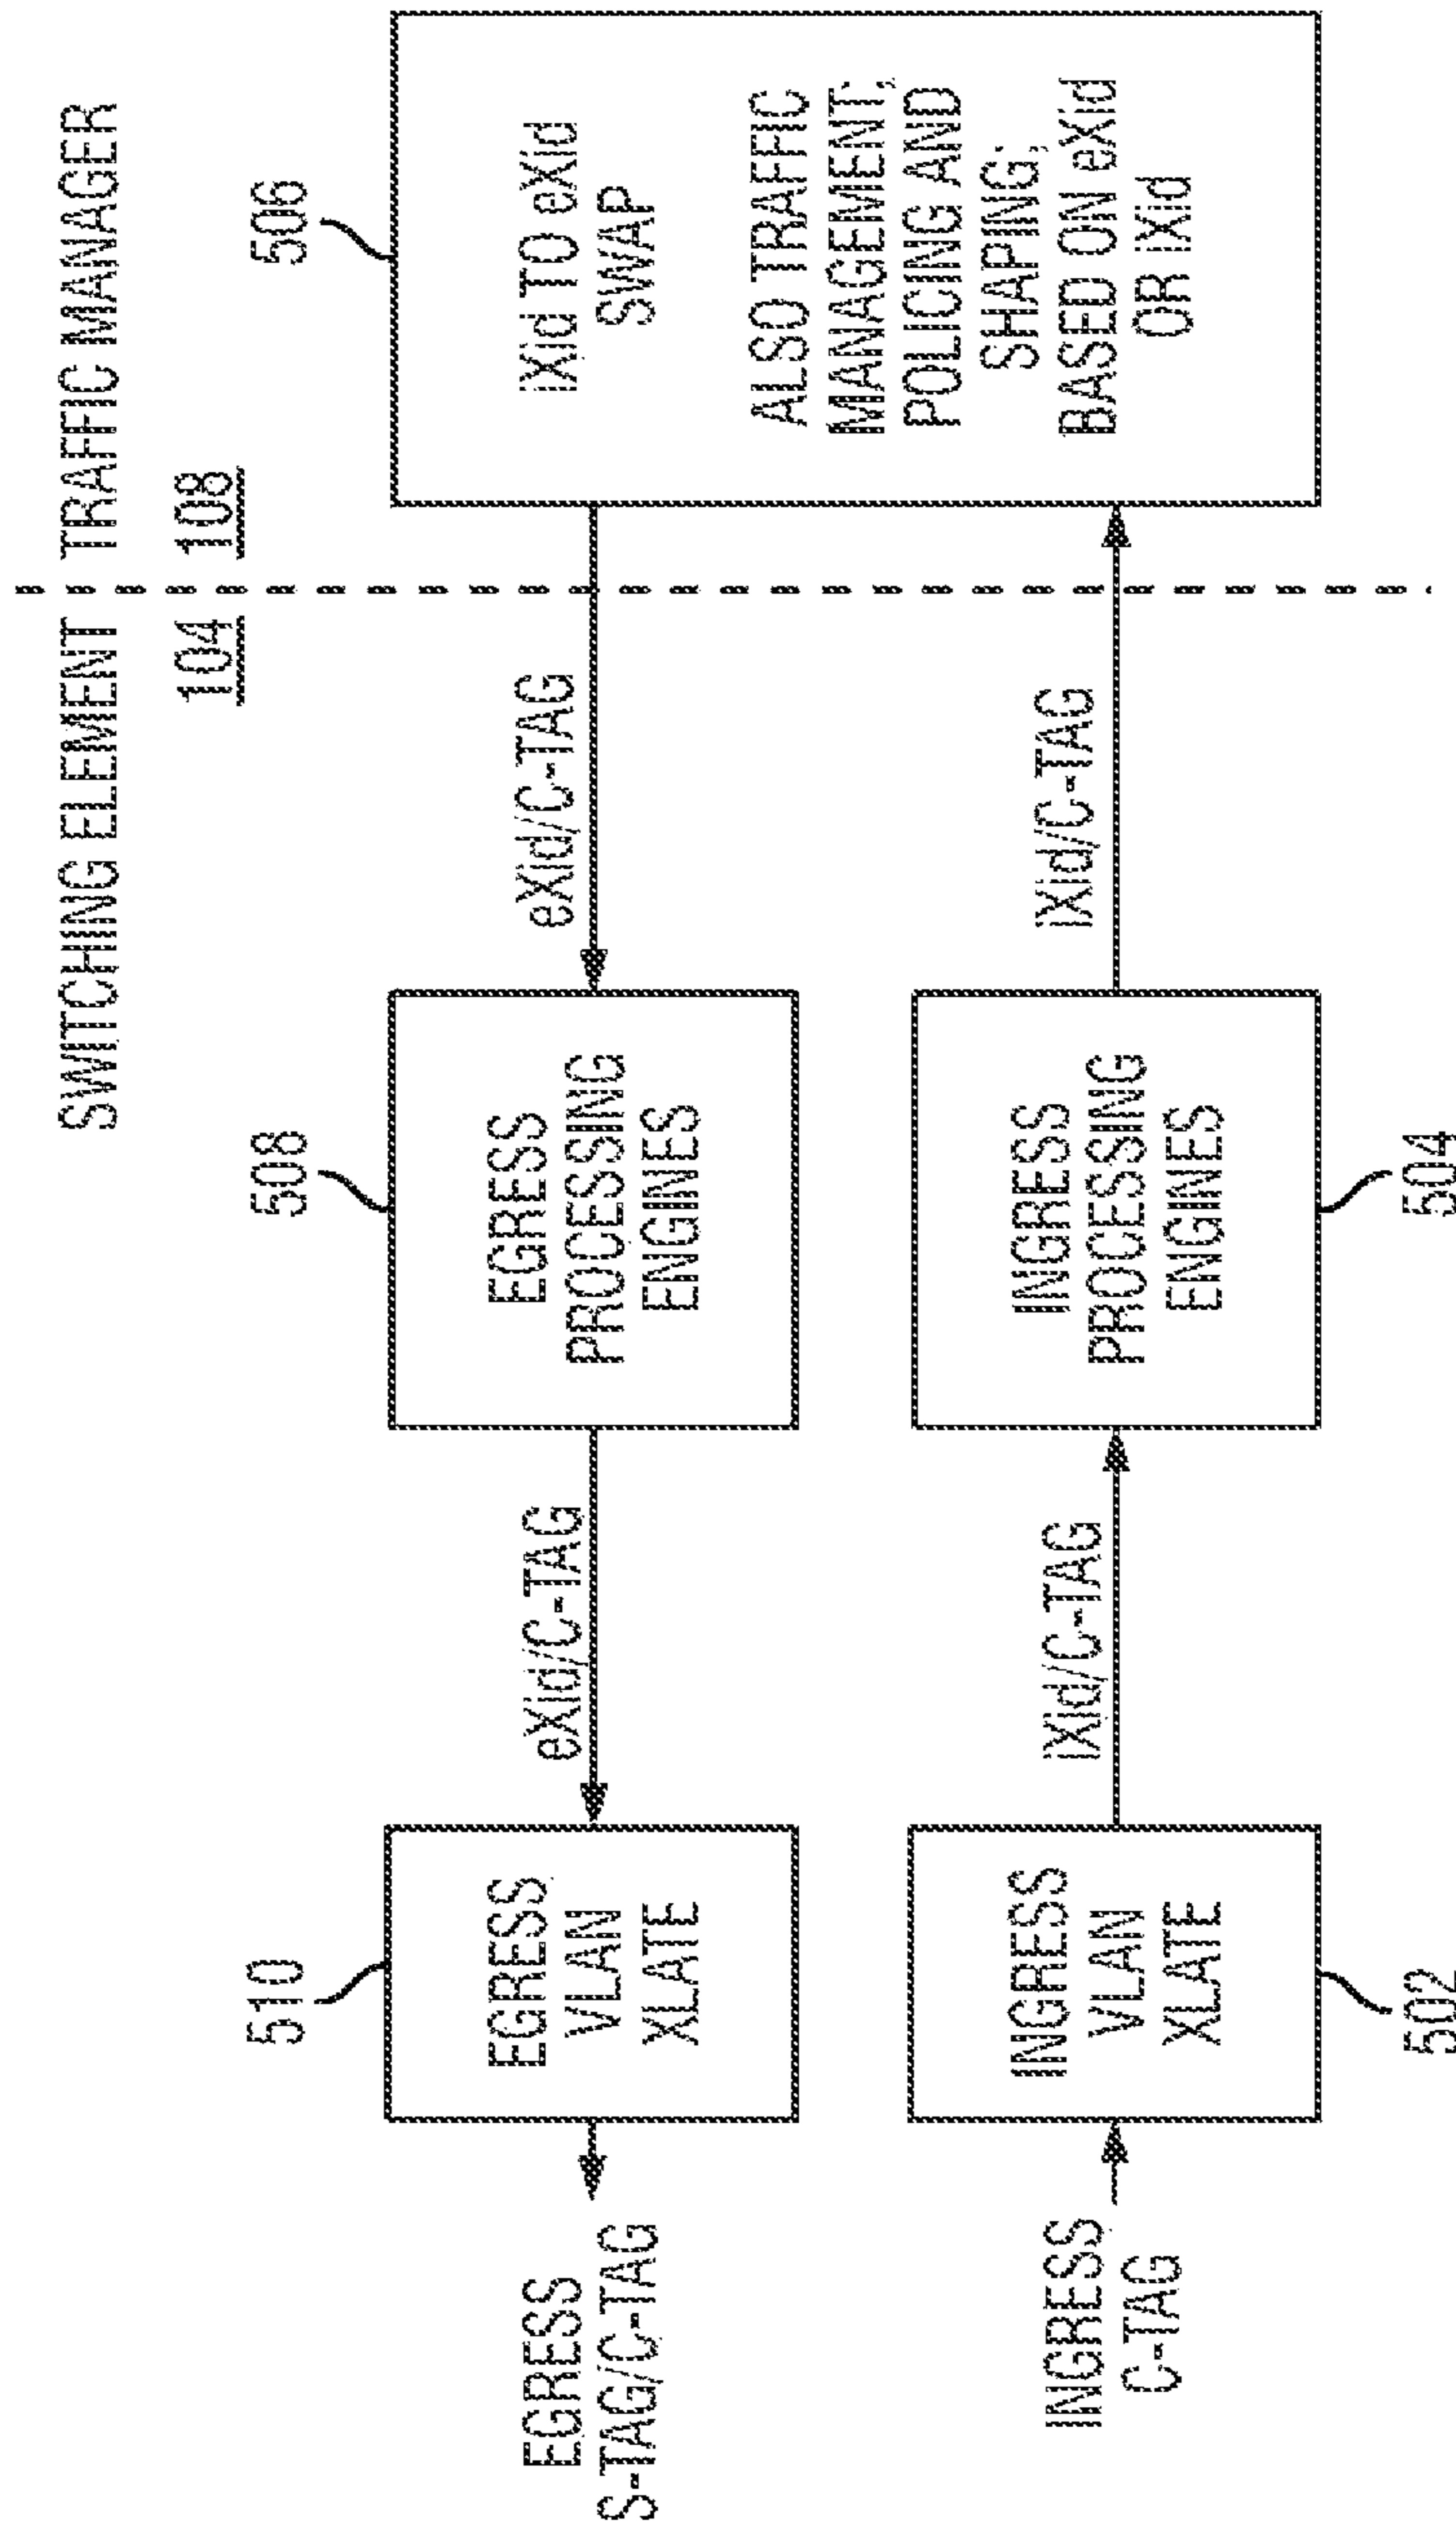 SWITCHING ELEMENT
104
TRAFFIC MANAGER
108
510
EGRESS
VLAN
XLATE
eXid/C-TAG
508
EGRESS
PROCESSING
ENGINES
eXid/C-TAG
506
iXid TO eXid
SWAP
ALSO TRAFFIC
MANAGEMENT;
POLICING AND
SHAPING;
BASED ON eXid
OR iXid
EGRESS
S-TAG/C-TAG
INGRESS
C-TAG
INGRESS
VLAN
XLATE
502
iXid/C-TAG
INGRESS
PROCESSING
ENGINES
504
iXid/C-TAG